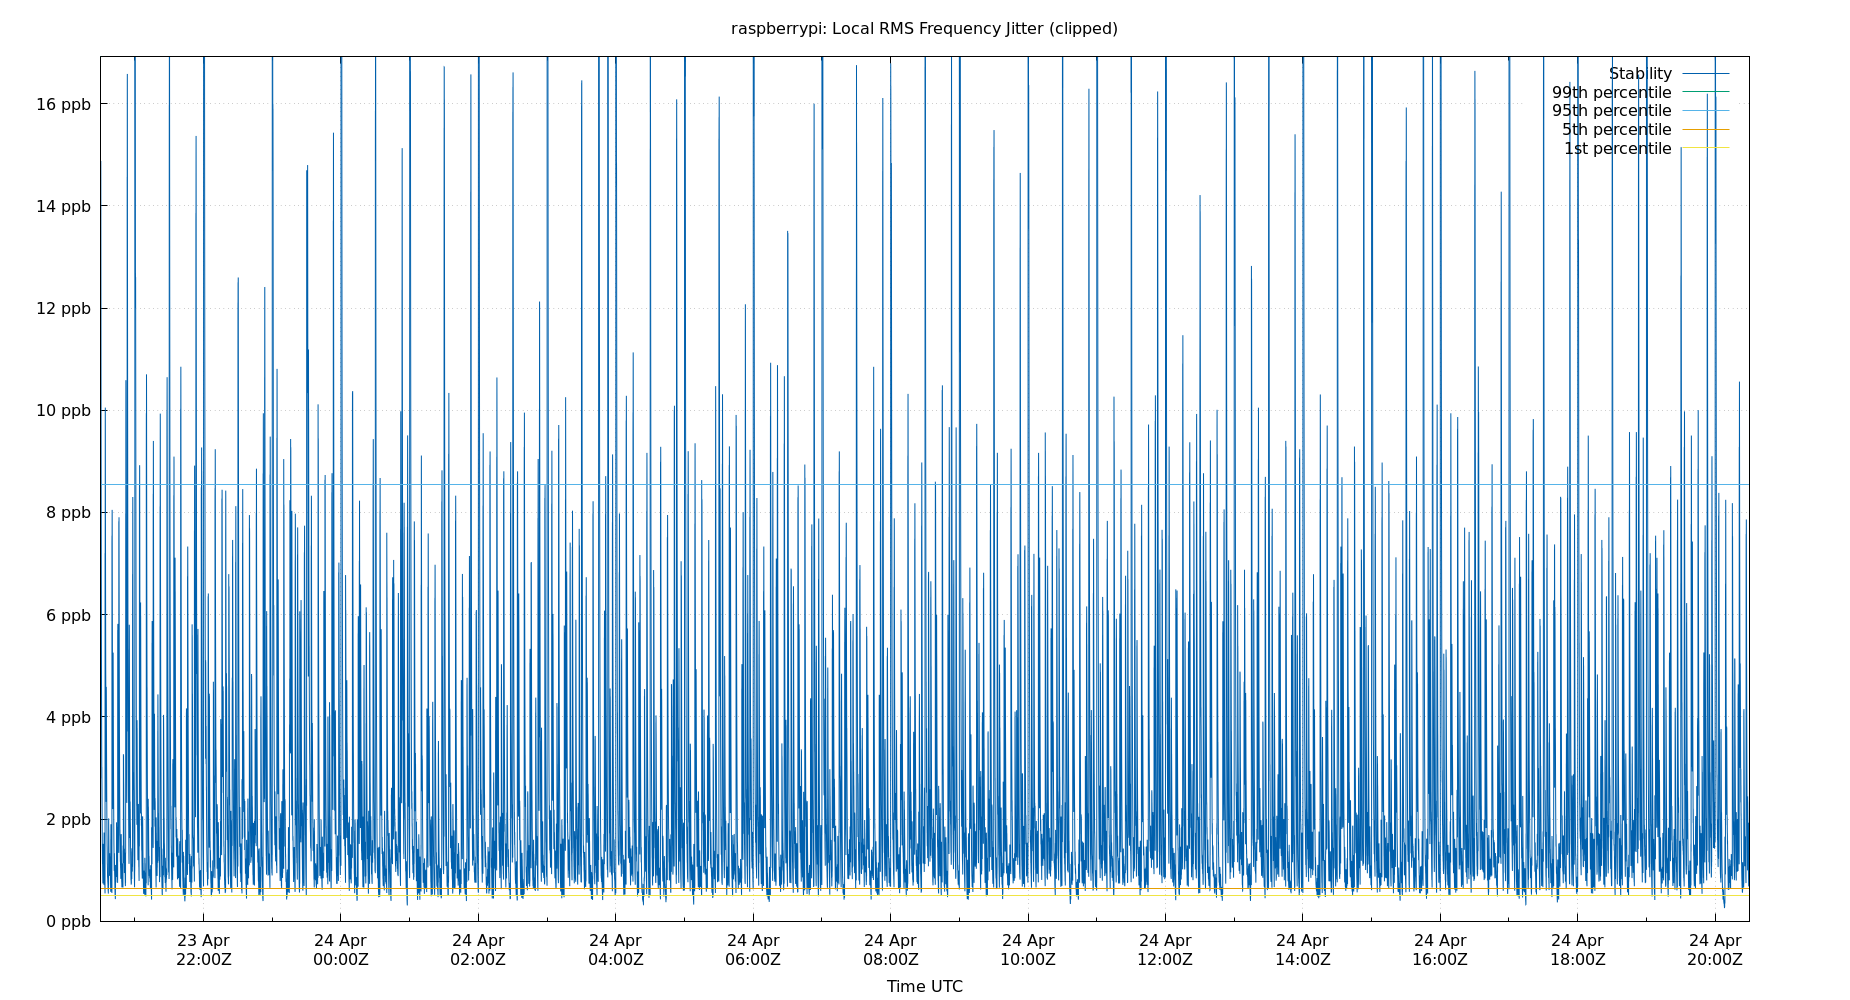 raspberrypi: Local RMS Frequency Jitter (clipped)
Stability
99th percentile
95th percentile
5th percentile
1st percentile
16 ppb
14 ppb
12 ppb
10 ppb
8 ppb
6 ppb
4 ppb
2 ppb
0 ppb
23 Apr 24 Apr 24 Apr 24 Apr 24 Apr 24 Apr 24 Apr 24 Apr 24 Apr 24 Apr 24 Apr 24 Apr
22:00Z 00:00Z 02:00Z 04:00Z 06:00Z 08:00Z 10:00Z 12:00Z 14:00Z 16:00Z 18:00Z 20:00Z
Time UTC